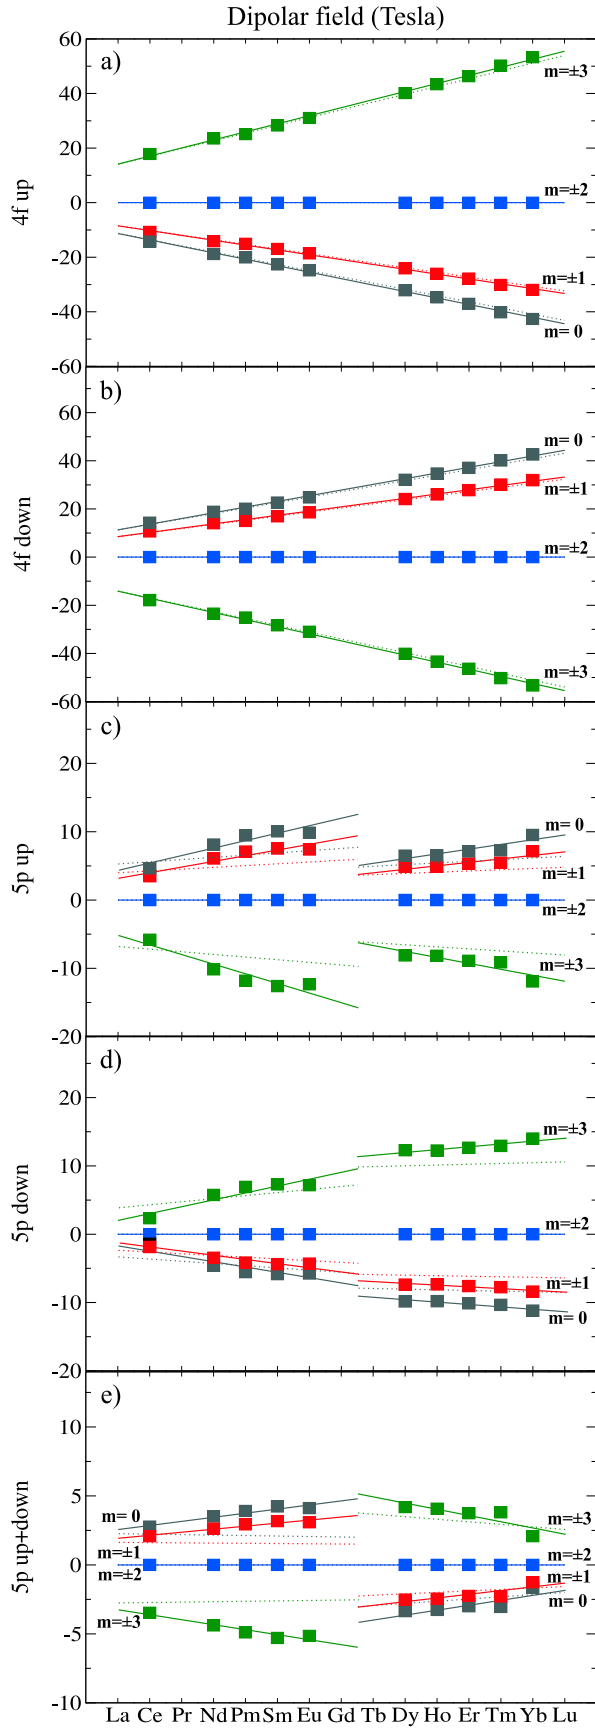 Dipolar field (Tesla)
60
a)
m=±3
40
20
m=±2
0
4f up
-20
m=±1
-40
m= 0
-60
b)
60
m= 0
40
m=±1
20
m=±2
0
4f down
-20
-40
m=±3
-60
c)
20
m= 0
10
m=±1
5p up
0
m=±2
-10
m=±3
-20
d)
20
m=±3
10
5p down
m=±2
0
m=±1
-10
m= 0
-20
e)
10
5
m= 0
m=±3
m=±1
m=±2
0
m=±2
m=±1
5p up+down
m= 0
m=±3
-5
-10
La Ce Pr Nd Pm Sm Eu Gd Tb Dy Ho Er Tm Yb Lu